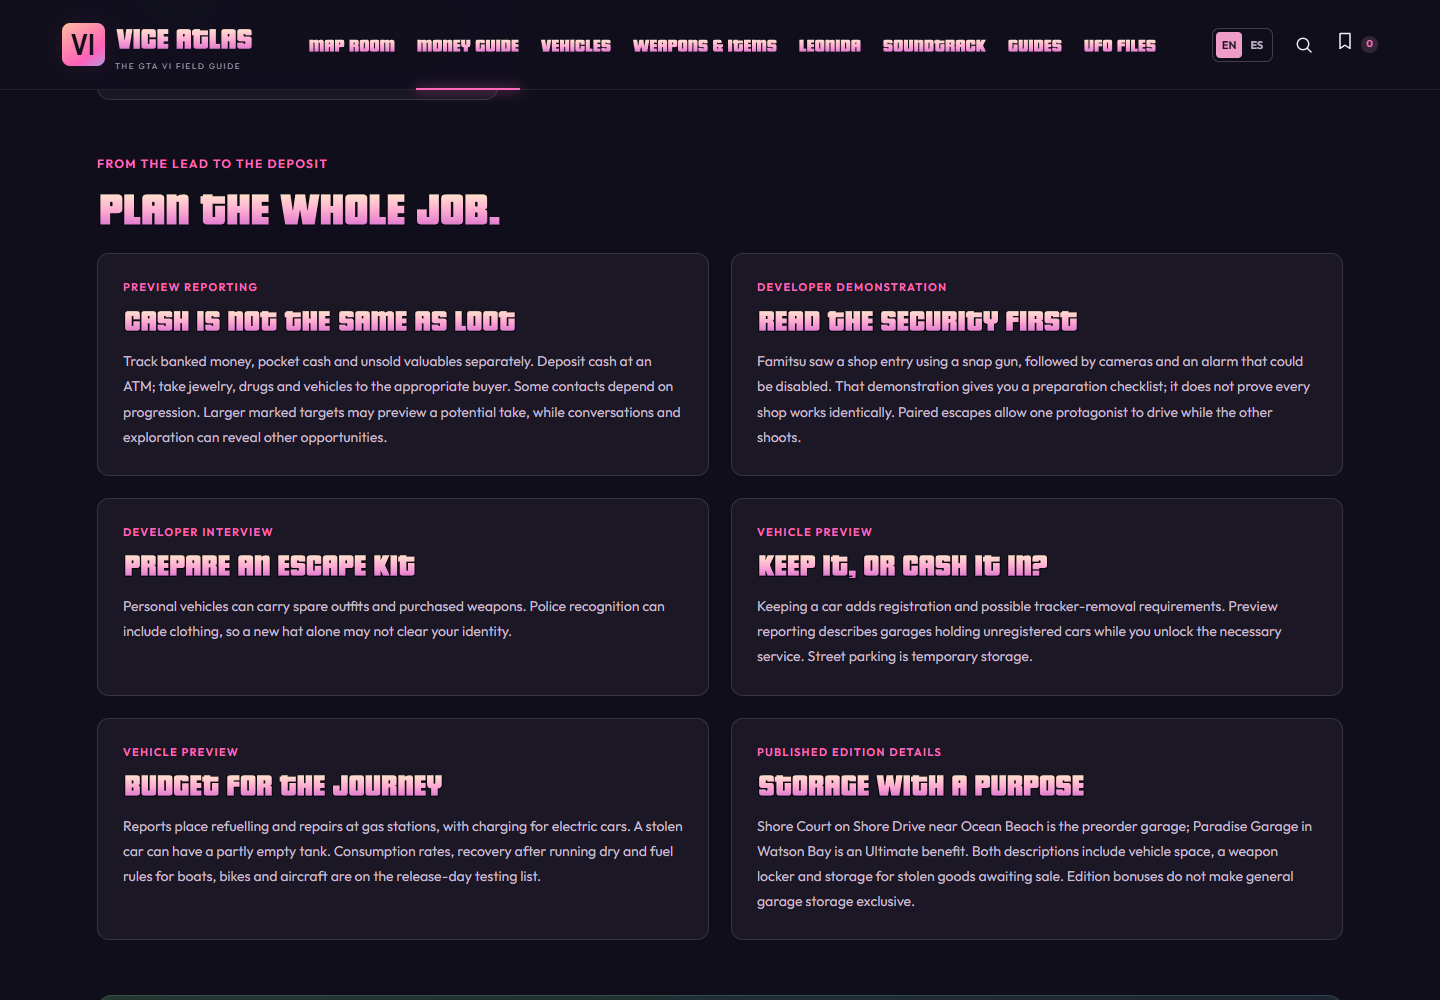 VI
VICE ATLAS
THE GTA VI FIELD GUIDE
MAP ROOM
MONEY GUIDE
VEHICLES
WEAPONS & ITEMS
LEONIDA
SOUNDTRACK
GUIDES
UFO FILES
EN
ES
0
FROM THE LEAD TO THE DEPOSIT
PLAN THE WHOLE JOB.
PREVIEW REPORTING
CASH IS NOT THE SAME AS LOOT
Track banked money, pocket cash and unsold valuables separately. Deposit cash at an
ATM; take jewelry, drugs and vehicles to the appropriate buyer. Some contacts depend on
progression. Larger marked targets may preview a potential take, while conversations and
exploration can reveal other opportunities.
DEVELOPER DEMONSTRATION
READ THE SECURITY FIRST
Famitsu saw a shop entry using a snap gun, followed by cameras and an alarm that could
be disabled. That demonstration gives you a preparation checklist; it does not prove every
shop works identically. Paired escapes allow one protagonist to drive while the other
shoots.
DEVELOPER INTERVIEW
PREPARE AN ESCAPE KIT
Personal vehicles can carry spare outfits and purchased weapons. Police recognition can
include clothing, so a new hat alone may not clear your identity.
VEHICLE PREVIEW
KEEP IT, OR CASH IT IN?
Keeping a car adds registration and possible tracker-removal requirements. Preview
reporting describes garages holding unregistered cars while you unlock the necessary
service. Street parking is temporary storage.
VEHICLE PREVIEW
BUDGET FOR THE JOURNEY
Reports place refuelling and repairs at gas stations, with charging for electric cars. A stolen
car can have a partly empty tank. Consumption rates, recovery after running dry and fuel
rules for boats, bikes and aircraft are on the release-day testing list.
PUBLISHED EDITION DETAILS
STORAGE WITH A PURPOSE
Shore Court on Shore Drive near Ocean Beach is the preorder garage; Paradise Garage in
Watson Bay is an Ultimate benefit. Both descriptions include vehicle space, a weapon
locker and storage for stolen goods awaiting sale. Edition bonuses do not make general
garage storage exclusive.